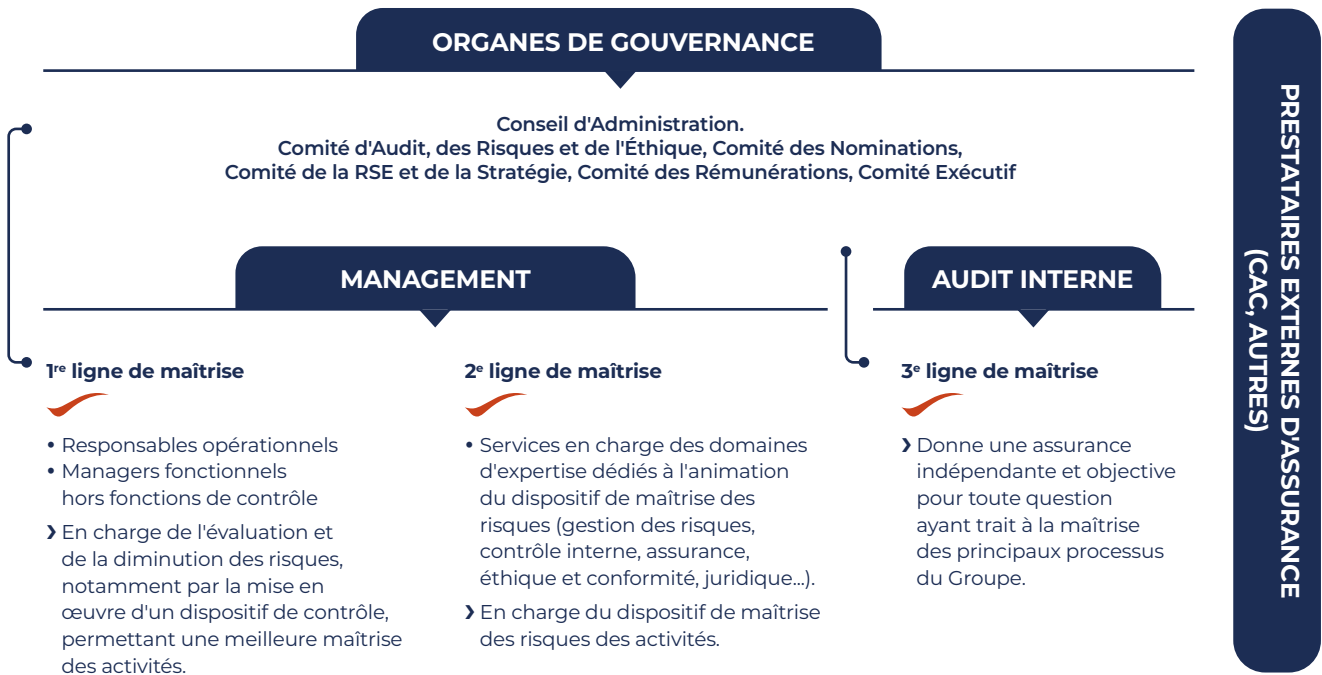 ORGANES DE GOUVERNANCE
Conseil d'Administration.
Comité d'Audit, des Risques et de l'Éthique, Comité des Nominations,
Comité de la RSE et de la Stratégie, Comité des Rémunérations, Comité Exécutif
MANAGEMENT
1re ligne de maîtrise
• Responsables opérationnels
• Managers fonctionnels
hors fonctions de contrôle
❯ En charge de l'évaluation et
de la diminution des risques,
notamment par la mise en
œuvre d'un dispositif de contrôle,
permettant une meilleure maîtrise
des activités.
2e ligne de maîtrise
• Services en charge des domaines
d'expertise dédiés à l'animation
du dispositif de maîtrise des
risques (gestion des risques,
contrôle interne, assurance,
éthique et conformité, juridique...).
❯ En charge du dispositif de maîtrise
des risques des activités.
AUDIT INTERNE
3e ligne de maîtrise
❯ Donne une assurance
indépendante et objective
pour toute question
ayant trait à la maîtrise
des principaux processus
du Groupe.
PRESTATAIRES EXTERNES D'ASSURANCE
(CAC, AUTRES)